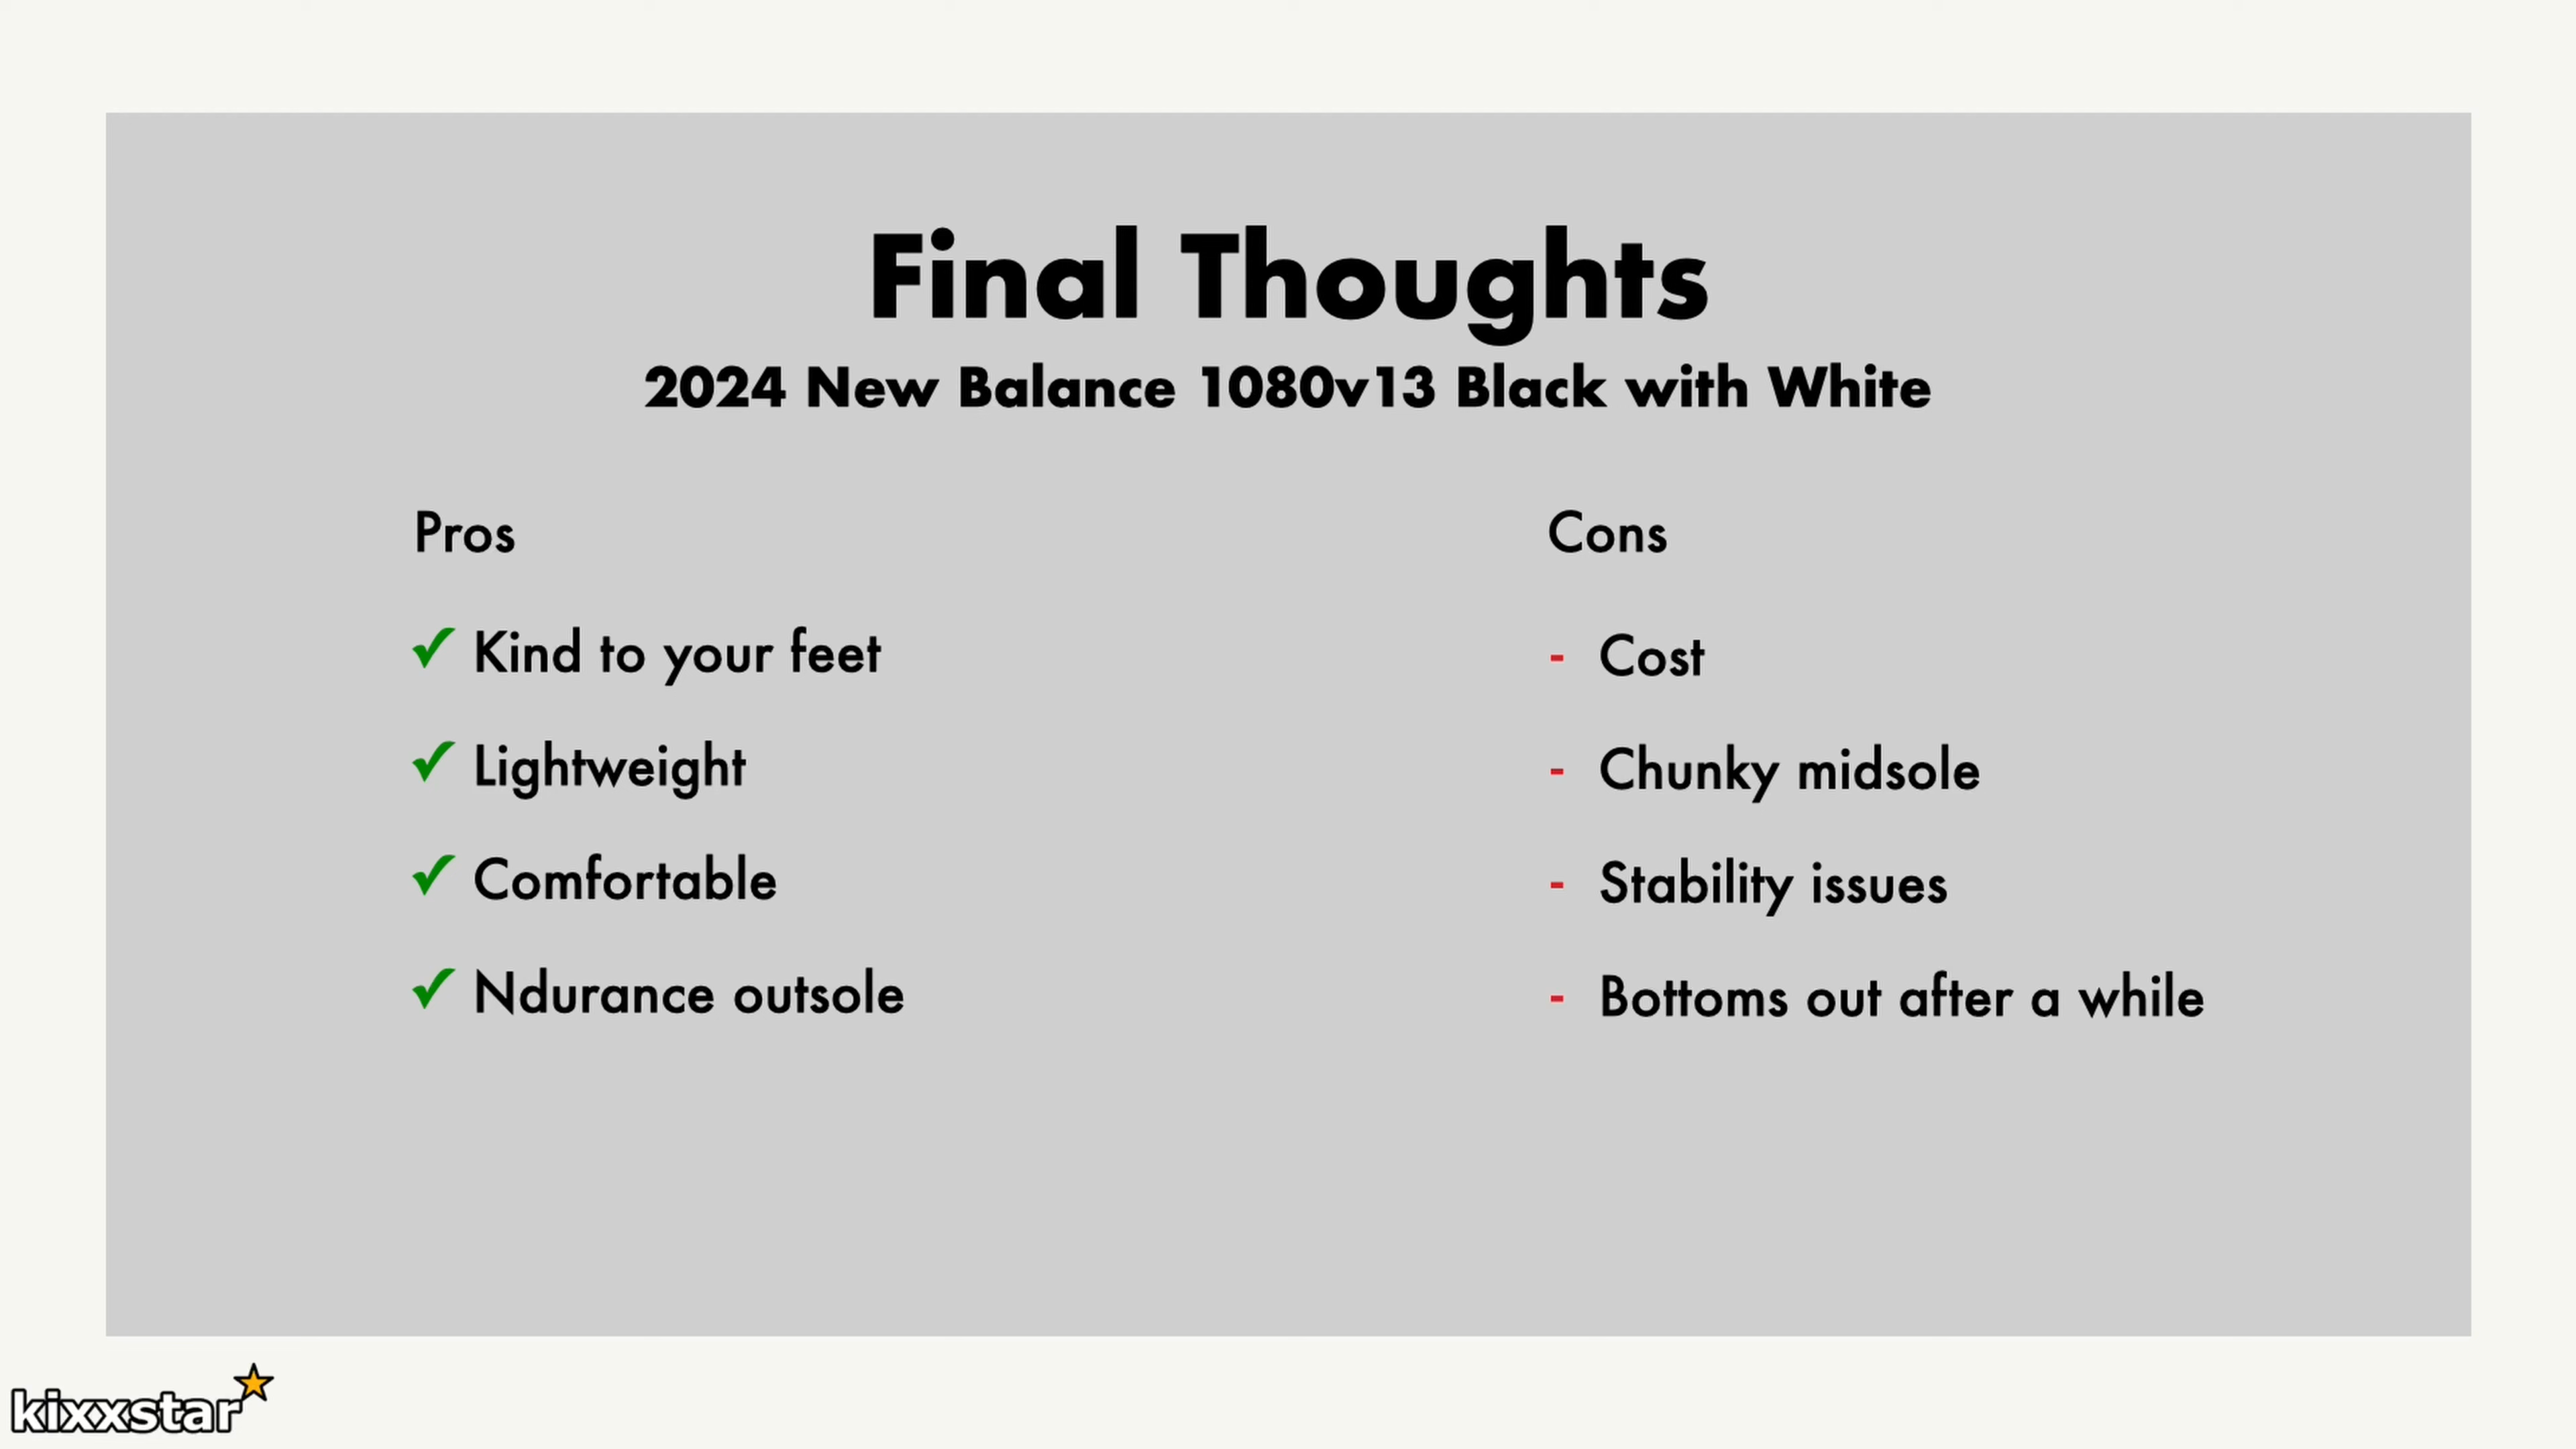 Final Thoughts
2024 New Balance 1080v13 Black with White
Pros
✓ Kind to your feet
✓ Lightweight
✓ Comfortable
✓ Ndurance outsole
Cons
- Cost
- Chunky midsole
- Stability issues
- Bottoms out after a while
kixxstar